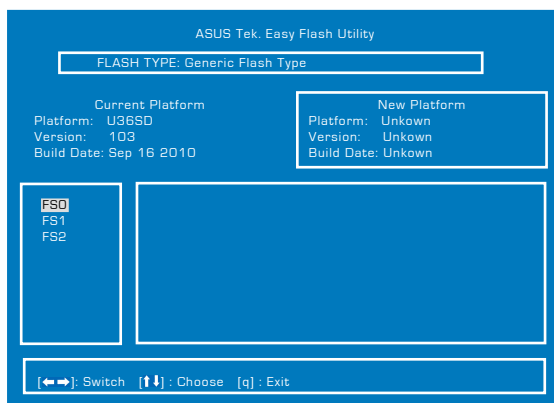 ASUS Tek. Easy Flash Utility
FLASH TYPE: Generic Flash Type
Current Platform
Platform: U36SD
Version: 103
Build Date: Sep 16 2010
New Platform
Platform: Unkown
Version: Unkown
Build Date: Unkown
FS0
FS1
FS2
[←→]: Switch [↑↓] : Choose [q] : Exit